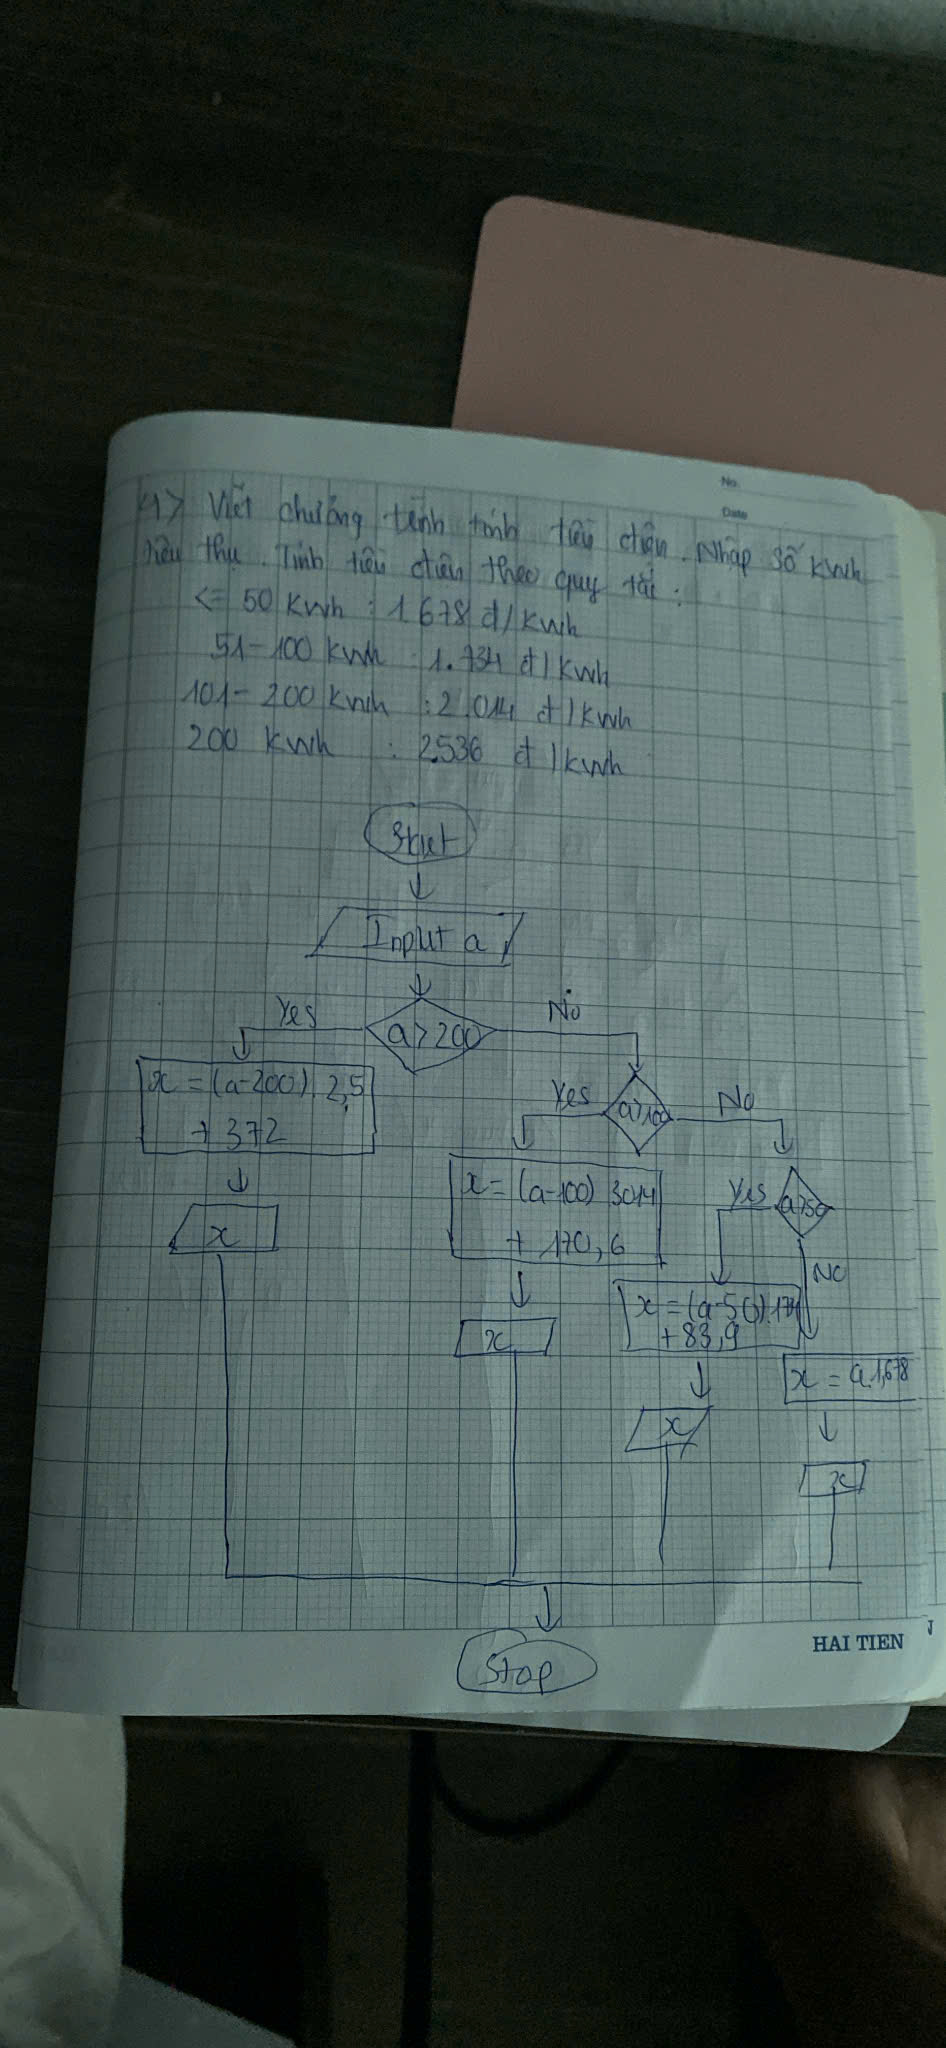 No.
Date
1> Viết chương trình tính tiền điện. Nhập số kwh
tiêu thụ. Tính tiền điện theo quy tắc :
<= 50 kwh : 1.678 đ/kwh
51-100 kwh : 1.734 đ/kwh
101-200 kwh : 2.014 đ/kwh
200 kwh : 2.536 đ/kwh
Start
Input a
Yes
No
a > 200
x = (a-200). 2,5
+ 372
Yes
a>100
No
x
x = (a-100)
+ 170,6
Yes
a>50
No
x
x = (a-50).
+ 83,9
x
x = a.1,678
x
Stop
HAI TIEN